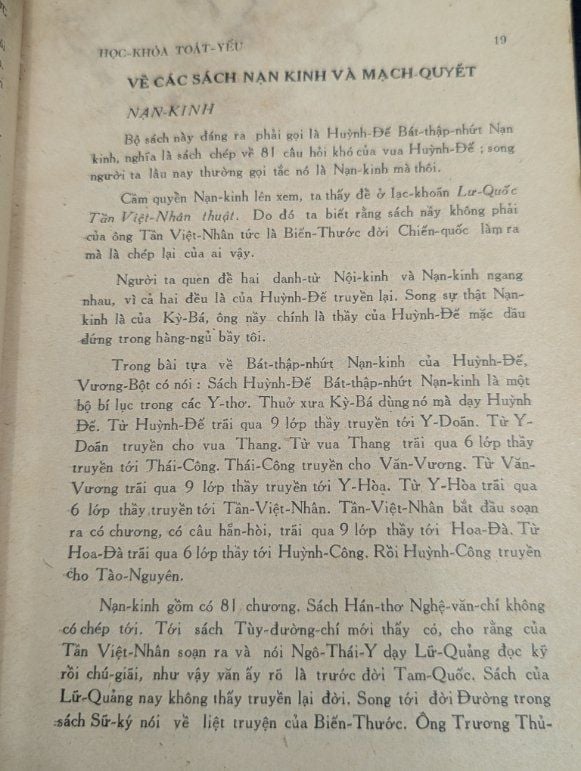 HỌC-KHÓA TOÁT-YẾU 19
VỀ CÁC SÁCH NẠN KINH VÀ MẠCH-QUYẾT
NẠN-KINH
Bộ sách này đáng ra phải gọi là Huỳnh-Đế Bát-thập-nhứt Nạn
kinh, nghĩa là sách chép về 81 câu hỏi khó của vua Huỳnh-Đế ; song
người ta lâu nay thường gọi tắc nó là Nạn-kinh mà thôi.
Cầm quyền Nạn-kinh lên xem, ta thấy đề ở lạc-khoãn Lư-Quốc
Tần Việt-Nhân thuật. Do đó ta biết rằng sách nầy không phải
của ông Tần Việt-Nhân tức là Biến-Thước đời Chiến-quốc làm ra
mà là chép lại của ai vậy.
Người ta quen đề hai danh-từ Nội-kinh và Nạn-kinh ngang
nhau, vì cả hai đều là của Huỳnh-Đế truyền lại. Song sự thật Nạn-
kinh là của Kỳ-Bá, ông nầy chính là thầy của Huỳnh-Đế mặc dầu
đứng trong hàng-ngủ bầy tôi.
Trong bài tựa về Bát-thập-nhứt Nạn-kinh của Huỳnh-Đế,
Vương-Bột có nói : Sách Huỳnh-Đế Bát-thập-nhứt Nạn-kinh là một
bộ bí lục trong các Y-thơ. Thuở xưa Kỳ-Bá dùng nó mà dạy Huỳnh
Đế. Từ Huỳnh-Đế trãi qua 9 lớp thầy truyền tới Y-Doãn. Từ Y-
Doãn truyền cho vua Thang. Từ vua Thang trãi qua 6 lớp thầy
truyền tới Thái-Công. Thái-Công truyền cho Văn-Vương. Từ Văn-
Vương trãi qua 9 lớp thầy truyền tới Y-Hòa. Từ Y-Hòa trãi qua
6 lớp thầy truyền tới Tần-Việt-Nhân. Tần-Việt-Nhân bắt đầu soạn
ra có chương, có câu hẳn-hòi, trãi qua 9 lớp thầy tới Hoa-Đà. Từ
Hoa-Đà trãi qua 6 lớp thầy tới Huỳnh-Công. Rồi Huỳnh-Công truyền
cho Tào-Nguyên.
Nạn-kinh gồm có 81 chương. Sách Hán-thơ Nghệ-văn-chí không
có chép tới. Tới sách Tùy-đường-chí mới thấy có, cho rằng của
Tần Việt-Nhân soạn ra và nói Ngô-Thái-Y dạy Lữ-Quảng đọc kỹ
rồi chú-giãi, như vậy văn ấy rõ là trước đời Tam-Quốc. Sách của
Lữ-Quảng nay không thấy truyền lại đời. Song tới đời Đường trong
sách Sữ-ký nói về liệt truyện của Biến-Thước. Ông Trương Thủ-